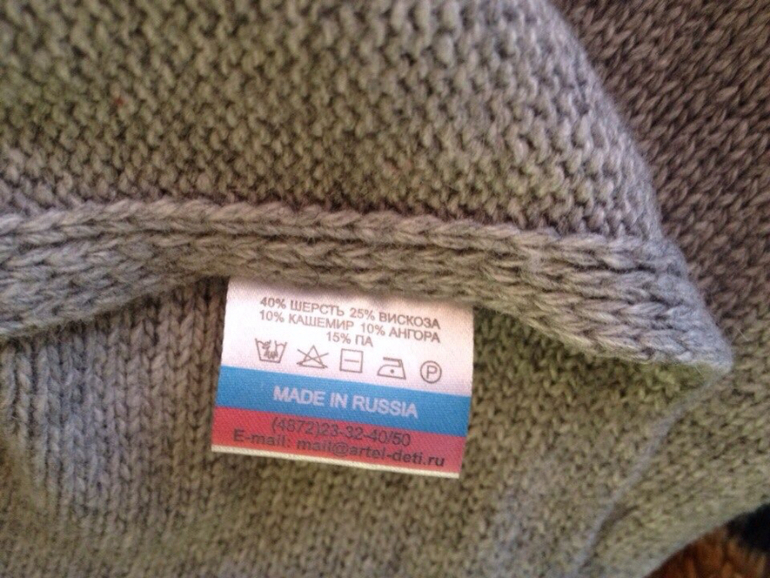 40% ШЕРСТЬ 25% ВИСКОЗА
10% КАШЕМИР 10% АНГОРА
15% ПА
P
MADE IN RUSSIA
(4872)23-32-40/50
E-mail: mail@artel-deti.ru